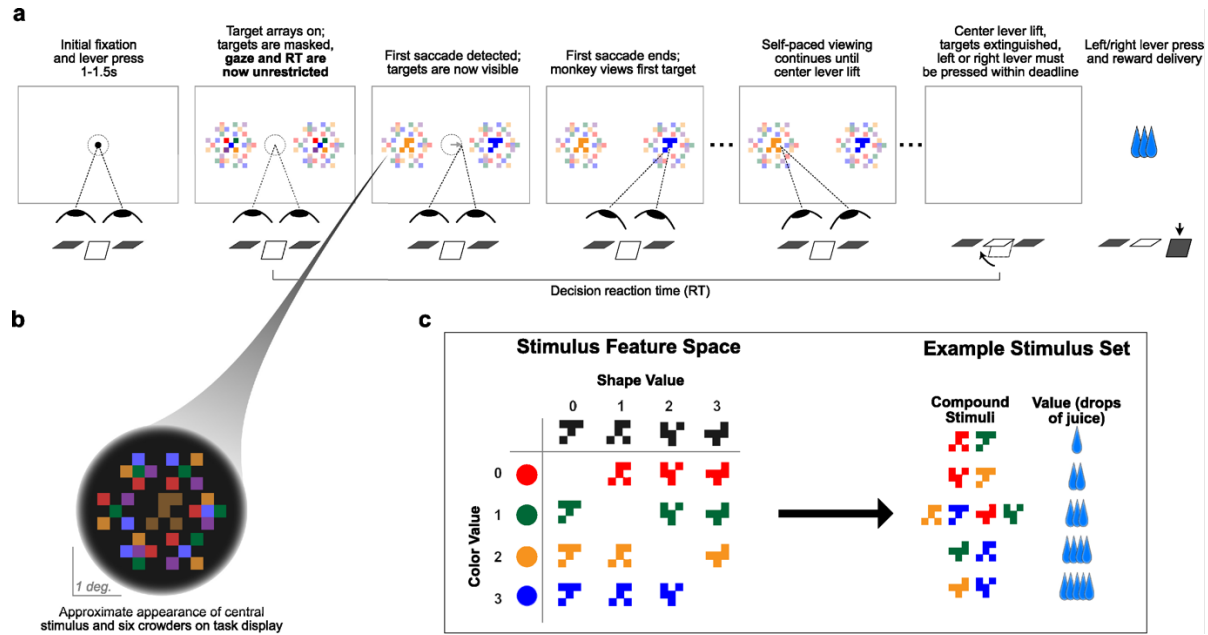 a
Initial fixation
and lever press
1-1.5s
Target arrays on;
targets are masked,
gaze and RT are
now unrestricted
First saccade detected;
targets are now visible
First saccade ends;
monkey views first target
Self-paced viewing
continues until
center lever lift
Center lever lift,
targets extinguished,
left or right lever must
be pressed within deadline
Left/right lever press
and reward delivery
Decision reaction time (RT)
b
1 deg.
Approximate appearance of central
stimulus and six crowders on task display
c
Stimulus Feature Space
Shape Value
0 1 2 3
Color Value
0
1
2
3
Example Stimulus Set
Compound
Stimuli
Value (drops
of juice)